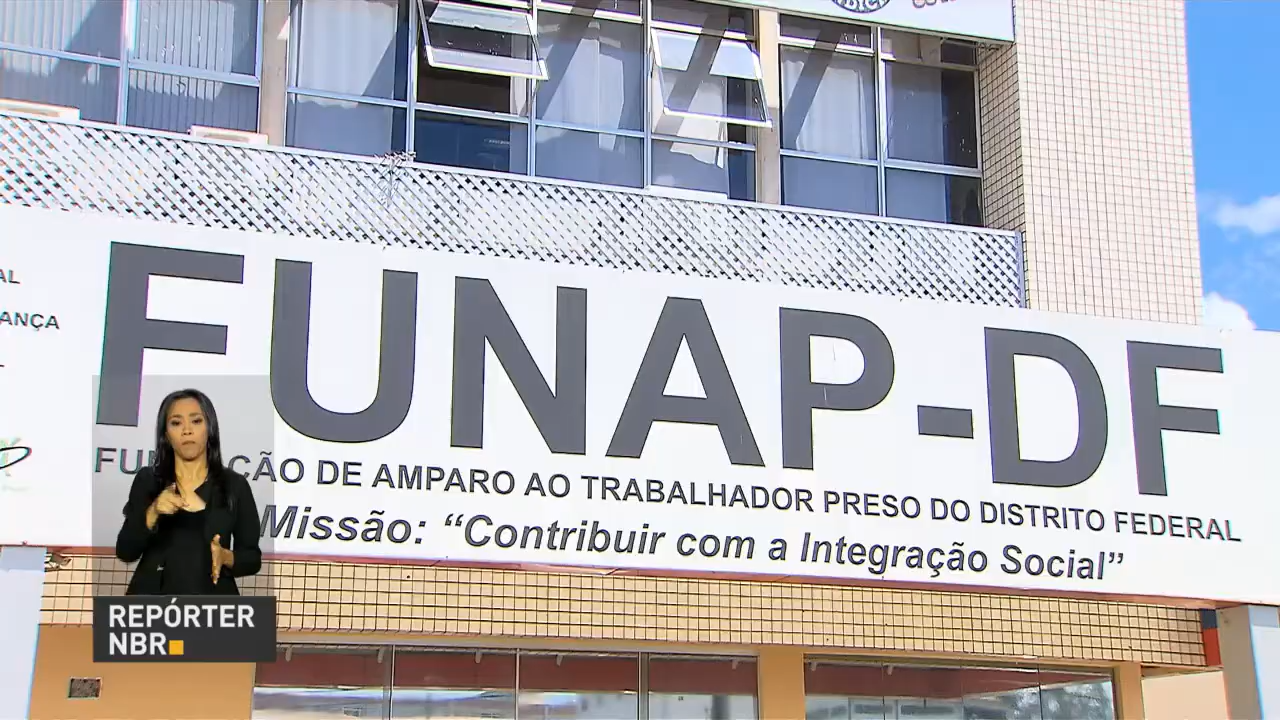 AL
ANÇA
FUNAP-DF
FUNDAÇÃO DE AMPARO AO TRABALHADOR PRESO DO DISTRITO FEDERAL
Missão: “Contribuir com a Integração Social”
REPÓRTER
NBR